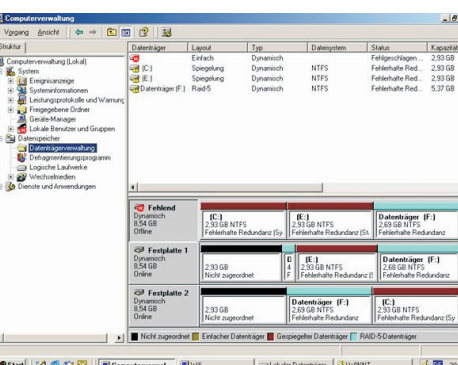 Computerverwaltung
Vorgang Ansicht
Struktur
Computerverwaltung (Lokal)
System
Ereignisanzeige
Systeminformationen
Leistungsprotokolle und Warnung
Freigegebene Ordner
Geräte-Manager
Lokale Benutzer und Gruppen
Datenspeicher
Datenträgerverwaltung
Defragmentierungsprogramm
Logische Laufwerke
Wechselmedien
Dienste und Anwendungen
Datenträger Layout Typ Dateisystem Status Kapazität
Einfach Dynamisch Fehlgeschlagen... 2,93 GB
(C:) Spiegelung Dynamisch NTFS Fehlerhafte Red... 2,93 GB
(E:) Spiegelung Dynamisch NTFS Fehlerhafte Red... 2,93 GB
Datenträger (F:) Raid-5 Dynamisch NTFS Fehlerhafte Red... 5,37 GB
Fehlend
Dynamisch
8,54 GB
Offline
(C:)
2,93 GB NTFS
Fehlerhafte Redundanz (Sy
(E:)
2,93 GB NTFS
Fehlerhafte Redundanz
Datenträger (F:)
2,69 GB NTFS
Fehlerhafte Redundanz
Festplatte 1
Dynamisch
8,54 GB
Online
2,93 GB
Nicht zugeordnet
D
4
F
(E:)
2,93 GB NTFS
Fehlerhafte Redundanz
Datenträger (F:)
2,68 GB NTFS
Fehlerhafte Redundanz
Festplatte 2
Dynamisch
8,54 GB
Online
2,93 GB
Nicht zugeordnet
Datenträger (F:)
2,69 GB NTFS
Fehlerhafte Redundanz
(C:)
2,93 GB NTFS
Fehlerhafte Redundanz (Sy
Nicht zugeordnet Einfacher Datenträger Gespiegelter Datenträger RAID-5-Datenträger
Start